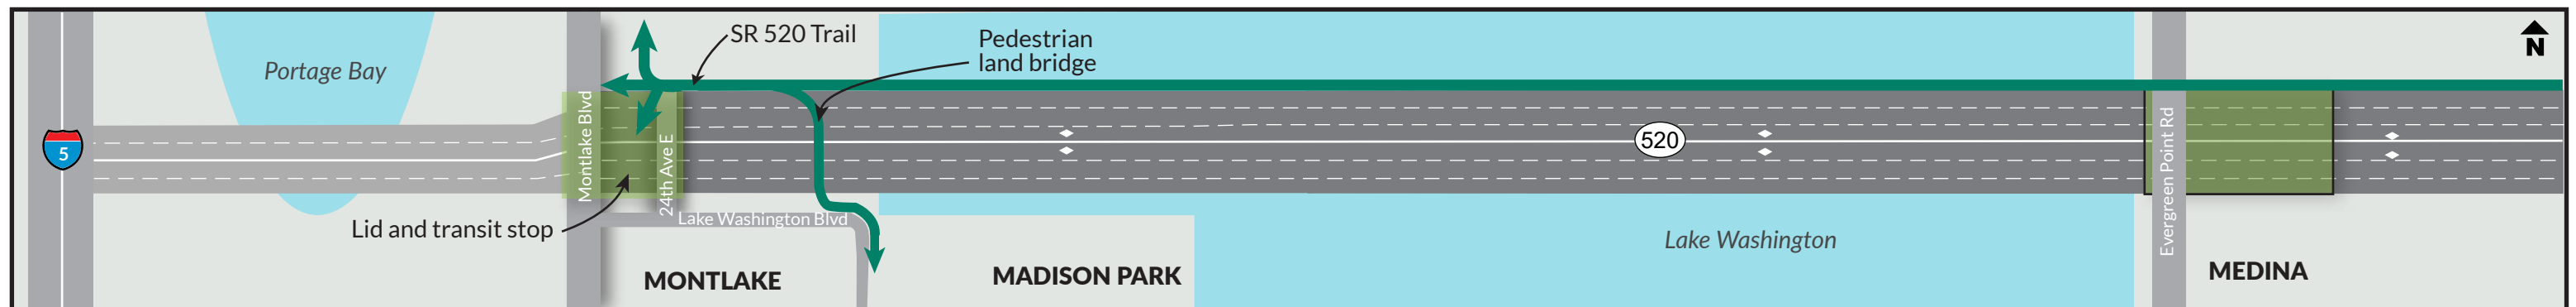 SR 520 Trail
Pedestrian
land bridge
N
Portage Bay
5
Montlake Blvd
24th Ave E
520
Evergreen Point Rd
Lake Washington Blvd
Lid and transit stop
Lake Washington
MONTLAKE
MADISON PARK
MEDINA